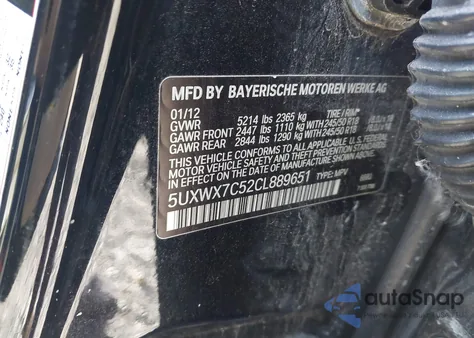 MFD BY BAYERISCHE MOTOREN WERKE AG
01/12 5214 lbs 2365 kg TIRE / RIM
GVWR
GAWR FRONT 2447 lbs 1110 kg WITH 245/50 R18
GAWR REAR 2844 lbs 1290 kg WITH 245/50 R18
THIS VEHICLE CONFORMS TO ALL APPLICABLE
FEDERAL MOTOR VEHICLE SAFETY STANDARDS
IN EFFECT ON THE DATE OF MANUFACTURE
SHOWN ABOVE.
5UXWX7C52CL889651 TYPE: MPV
autoSnap